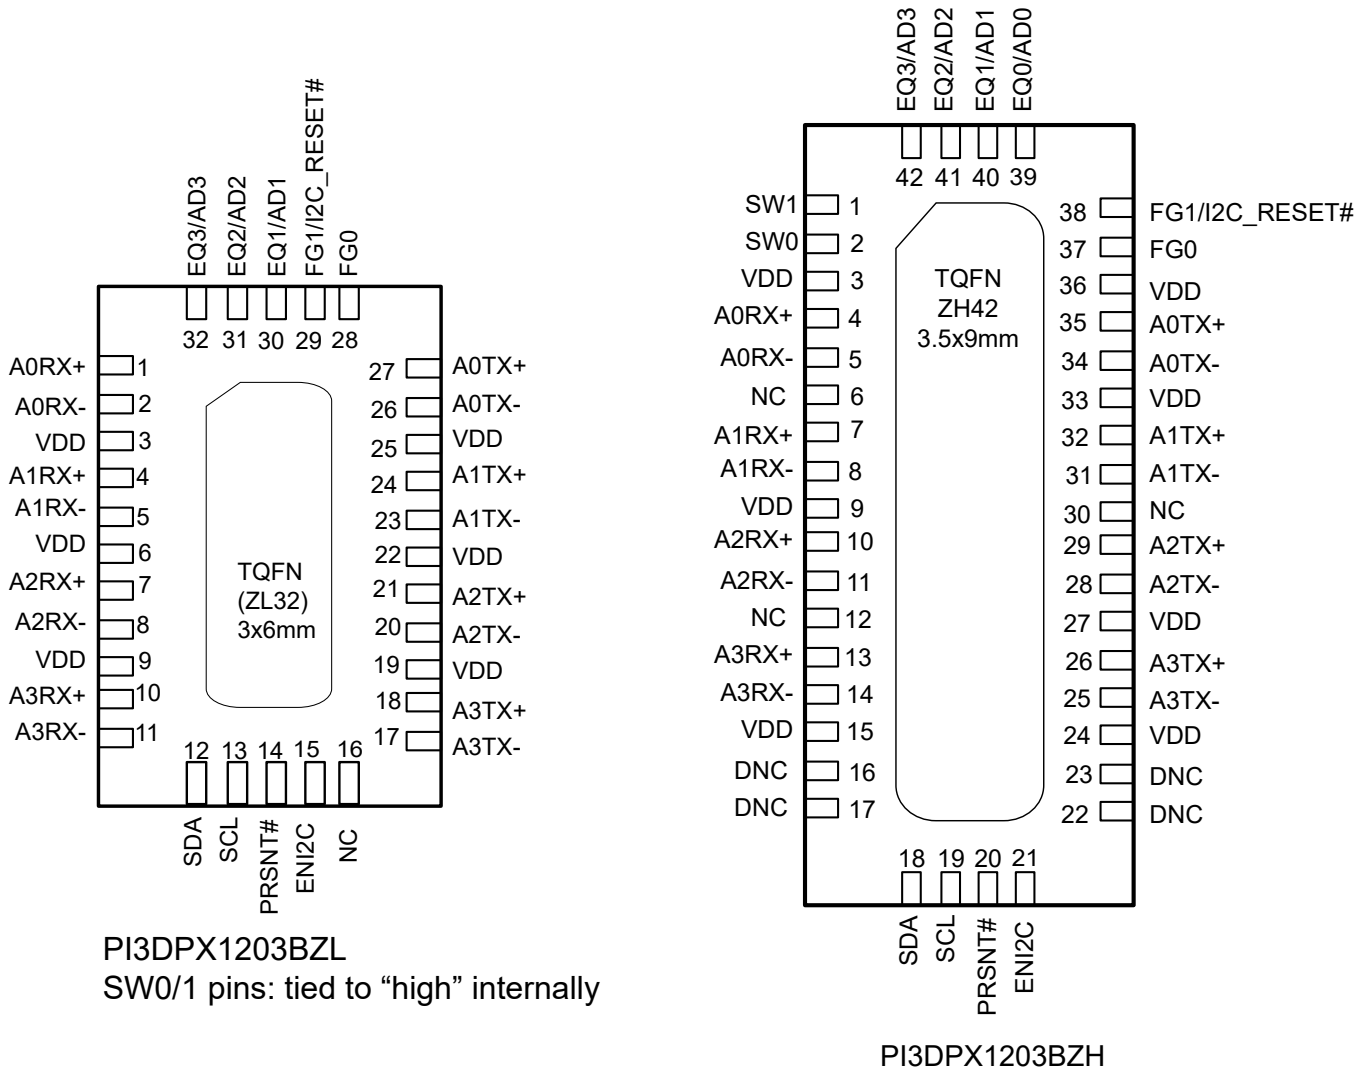 EQ3/AD3
EQ2/AD2
EQ1/AD1
FG1/I2C_RESET#
FG0
32 31 30 29 28
A0RX+ 1
A0RX- 2
VDD 3
A1RX+ 4
A1RX- 5
VDD 6
A2RX+ 7
A2RX- 8
VDD 9
A3RX+ 10
A3RX- 11
TQFN
(ZL32)
3x6mm
27 A0TX+
26 A0TX-
25 VDD
24 A1TX+
23 A1TX-
22 VDD
21 A2TX+
20 A2TX-
19 VDD
18 A3TX+
17 A3TX-
12 13 14 15 16
SDA
SCL
PRSNT#
ENI2C
NC
PI3DPX1203BZL
SW0/1 pins: tied to “high” internally
EQ3/AD3
EQ2/AD2
EQ1/AD1
EQ0/AD0
42 41 40 39
SW1 1
SW0 2
VDD 3
A0RX+ 4
A0RX- 5
NC 6
A1RX+ 7
A1RX- 8
VDD 9
A2RX+ 10
A2RX- 11
NC 12
A3RX+ 13
A3RX- 14
VDD 15
DNC 16
DNC 17
TQFN
ZH42
3.5x9mm
38 FG1/I2C_RESET#
37 FG0
36 VDD
35 A0TX+
34 A0TX-
33 VDD
32 A1TX+
31 A1TX-
30 NC
29 A2TX+
28 A2TX-
27 VDD
26 A3TX+
25 A3TX-
24 VDD
23 DNC
22 DNC
18 19 20 21
SDA
SCL
PRSNT#
ENI2C
PI3DPX1203BZH